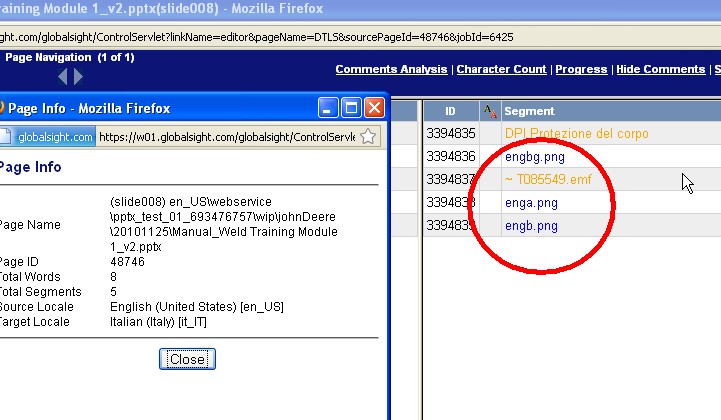 raining Module 1_v2.pptx(slide008) - Mozilla Firefox
ght.com/globalsight/ControlServlet?linkName=editor&pageName=DTLS&sourcePageId=48746&jobId=6425
Page Navigation (1 of 1)
Comments Analysis | Character Count | Progress | Hide Comments | S
Page Info - Mozilla Firefox
globalsight.com https://w01.globalsight.com/globalsight/ControlServle
Page Info
Page Name (slide008) en_US\webservice
\pptx_test_01_693476757\wip\johnDeere
\20101125\Manual_Weld Training Module
1_v2.pptx
Page ID 48746
Total Words 8
Total Segments 5
Source Locale English (United States) [en_US]
Target Locale Italian (Italy) [it_IT]
Close
ID Segment
3394835 DPI Protezione del corpo
3394836 engbg.png
3394837 ~ T085549.emf
3394838 enga.png
3394839 engb.png